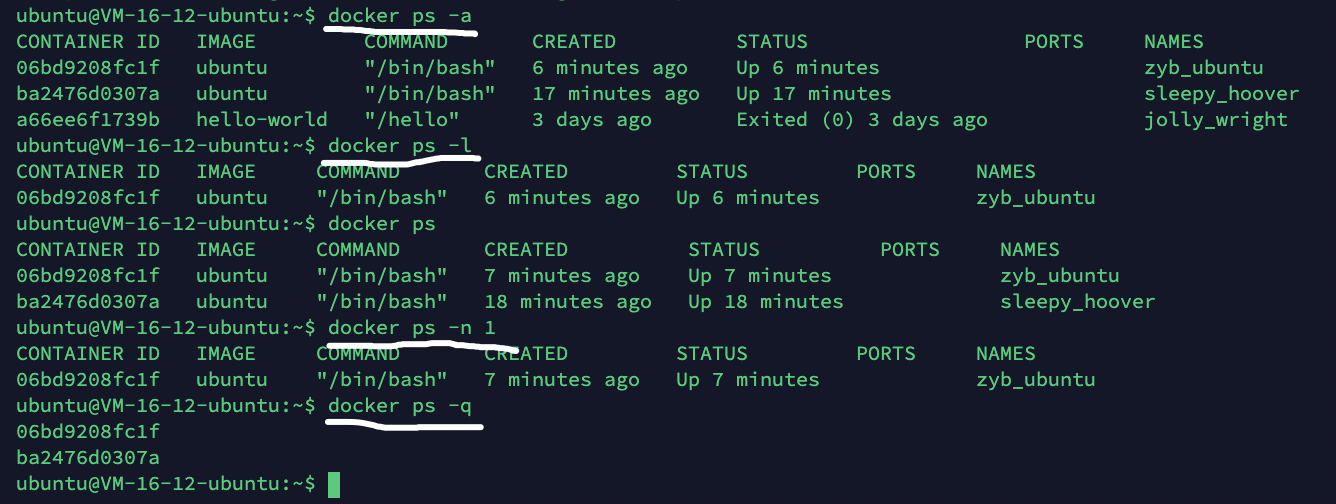 ubuntu@VM-16-12-ubuntu:~$ docker ps -a
CONTAINER ID   IMAGE         COMMAND       CREATED          STATUS                  PORTS     NAMES
06bd9208fc1f   ubuntu        "/bin/bash"   6 minutes ago    Up 6 minutes                      zyb_ubuntu
ba2476d0307a   ubuntu        "/bin/bash"   17 minutes ago   Up 17 minutes                     sleepy_hoover
a66ee6f1739b   hello-world   "/hello"      3 days ago       Exited (0) 3 days ago             jolly_wright
ubuntu@VM-16-12-ubuntu:~$ docker ps -l
CONTAINER ID   IMAGE     COMMAND       CREATED         STATUS         PORTS     NAMES
06bd9208fc1f   ubuntu    "/bin/bash"   6 minutes ago   Up 6 minutes             zyb_ubuntu
ubuntu@VM-16-12-ubuntu:~$ docker ps
CONTAINER ID   IMAGE     COMMAND       CREATED          STATUS          PORTS     NAMES
06bd9208fc1f   ubuntu    "/bin/bash"   7 minutes ago    Up 7 minutes              zyb_ubuntu
ba2476d0307a   ubuntu    "/bin/bash"   18 minutes ago   Up 18 minutes             sleepy_hoover
ubuntu@VM-16-12-ubuntu:~$ docker ps -n 1
CONTAINER ID   IMAGE     COMMAND       CREATED         STATUS         PORTS     NAMES
06bd9208fc1f   ubuntu    "/bin/bash"   7 minutes ago   Up 7 minutes             zyb_ubuntu
ubuntu@VM-16-12-ubuntu:~$ docker ps -q
06bd9208fc1f
ba2476d0307a
ubuntu@VM-16-12-ubuntu:~$